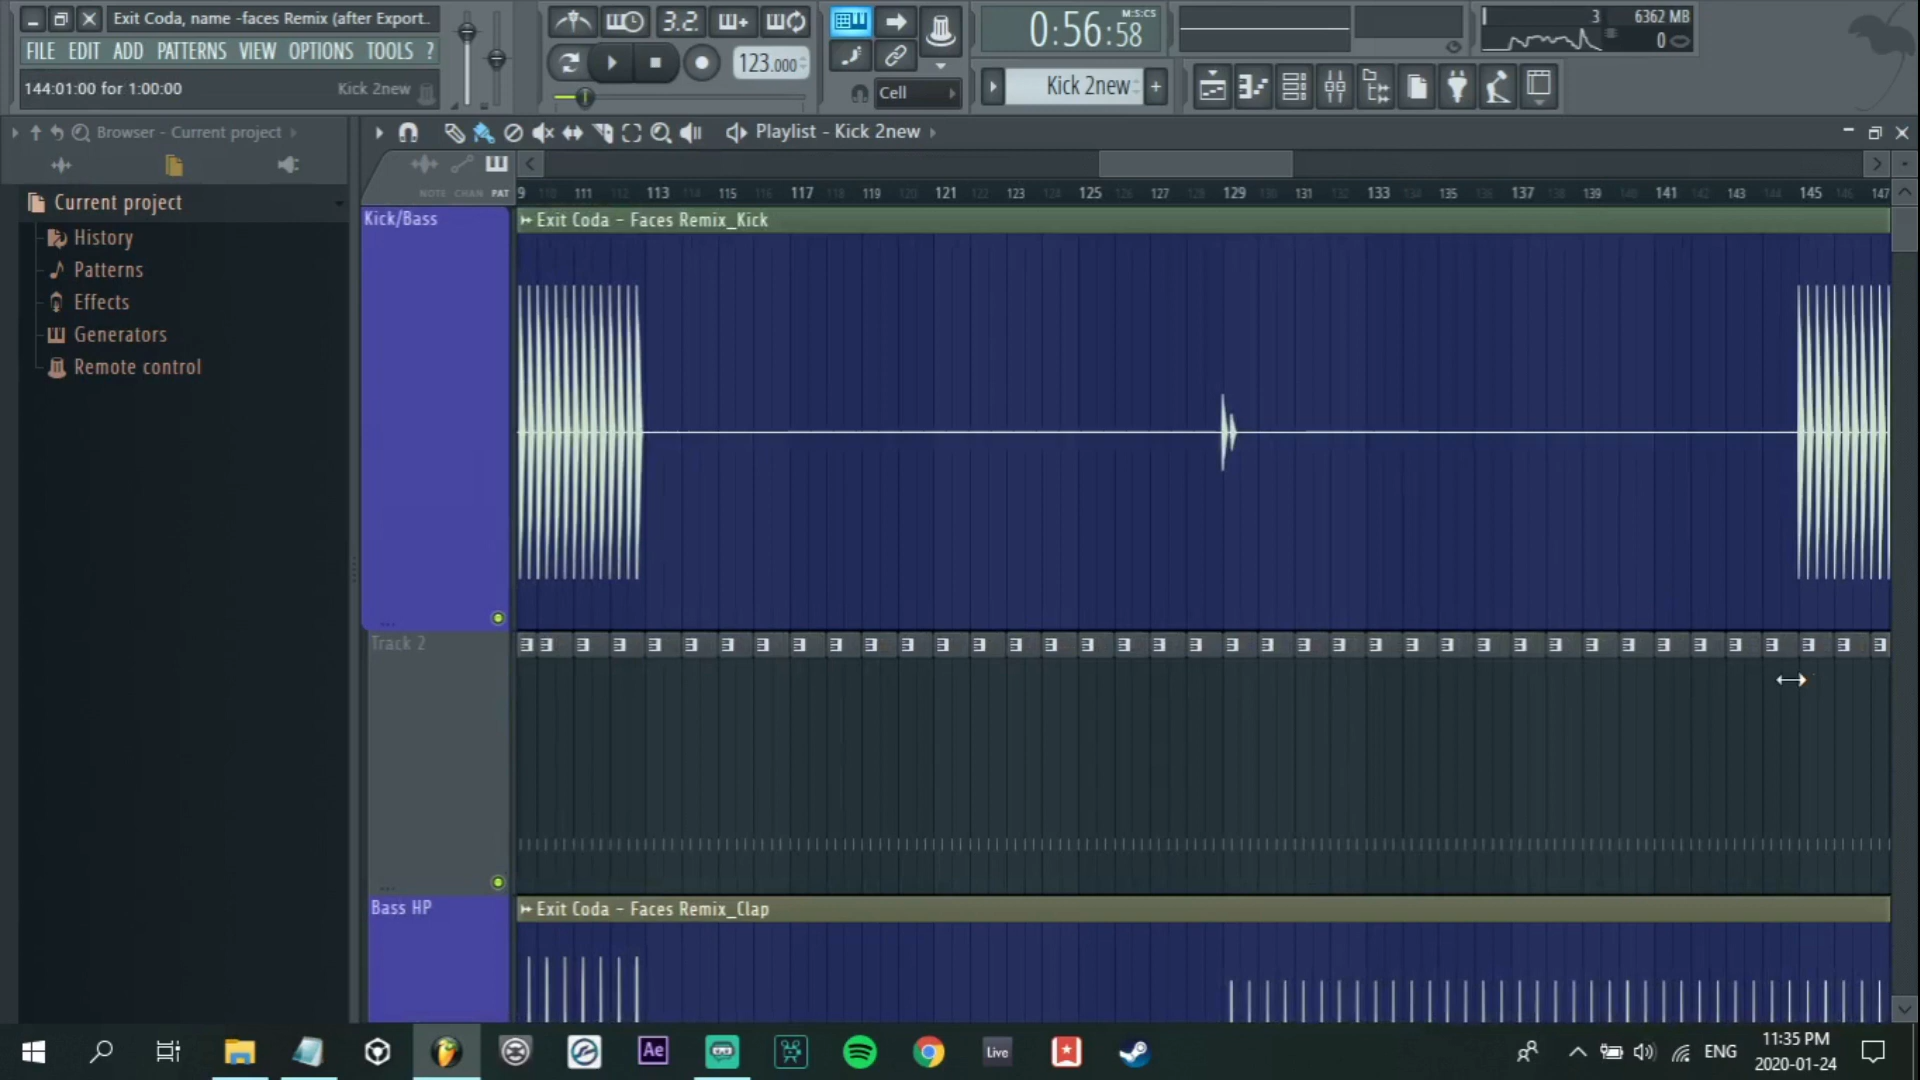 Exit Coda, name -faces Remix (after Export..
FILE EDIT ADD PATTERNS VIEW OPTIONS TOOLS ?
144:01:00 for 1:00:00 Kick 2new
3.2
123.000
Cell
M:S:CS
0:56:58
Kick 2new
3
6362 MB
0
Browser - Current project
Current project
History
Patterns
Effects
Generators
Remote control
Playlist - Kick 2new
NOTE CHAN PAT
9 110 111 112 113 114 115 116 117 118 119 120 121 122 123 124 125 126 127 128 129 130 131 132 133 134 135 136 137 138 139 140 141 142 143 144 145 146 147
Kick/Bass
Exit Coda - Faces Remix_Kick
Track 2
Bass HP
Exit Coda - Faces Remix_Clap
Ae
Live
ENG
11:35 PM
2020-01-24